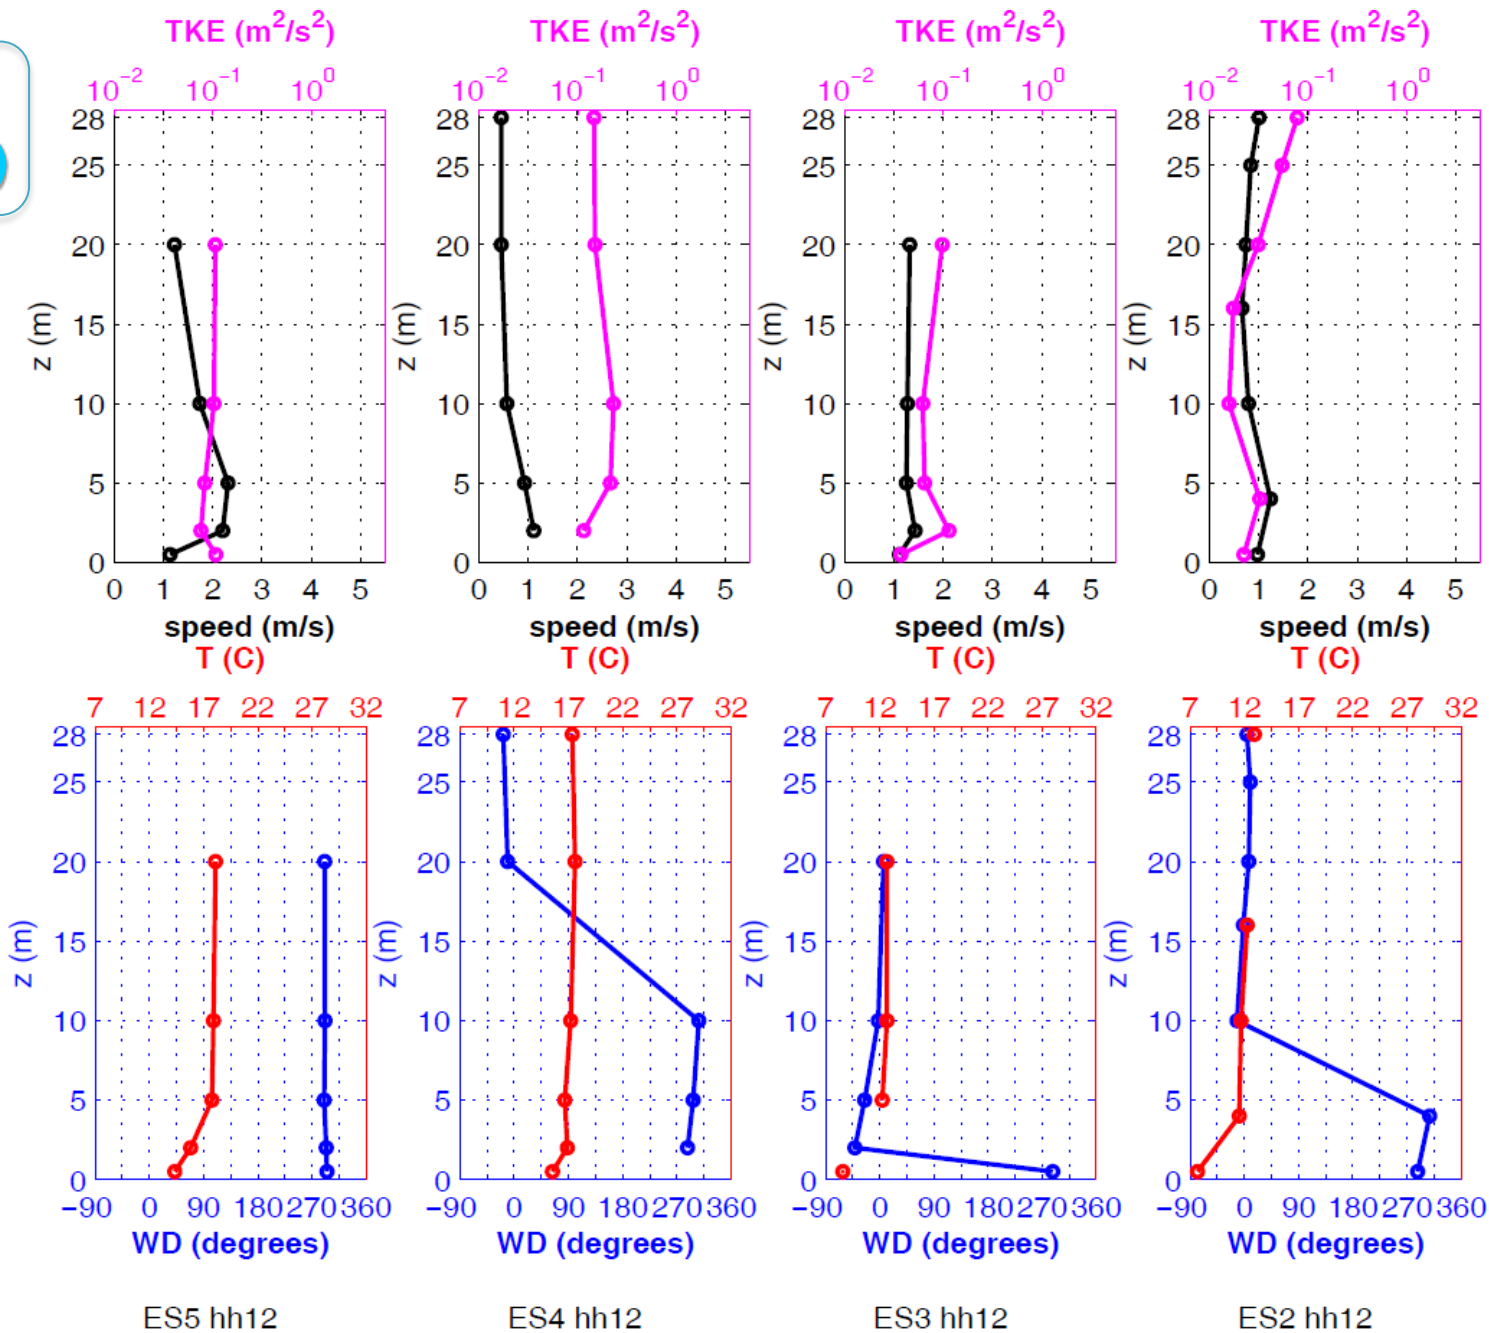 TKE (m²/s²) TKE (m²/s²) TKE (m²/s²) TKE (m²/s²)
10⁻² 10⁻¹ 10⁰ 10⁻² 10⁻¹ 10⁰ 10⁻² 10⁻¹ 10⁰ 10⁻² 10⁻¹ 10⁰
28 28 28 28
25 25 25 25
20 20 20 20
15 15 15 15
z (m) z (m) z (m) z (m)
10 10 10 10
5 5 5 5
0 0 0 0
0 1 2 3 4 5 0 1 2 3 4 5 0 1 2 3 4 5 0 1 2 3 4 5
speed (m/s) speed (m/s) speed (m/s) speed (m/s)
T (C) T (C) T (C) T (C)
7 12 17 22 27 32 7 12 17 22 27 32 7 12 17 22 27 32 7 12 17 22 27 32
28 28 28 28
25 25 25 25
20 20 20 20
15 15 15 15
z (m) z (m) z (m) z (m)
10 10 10 10
5 5 5 5
0 0 0 0
−90 0 90 180 270 360 −90 0 90 180 270 360 −90 0 90 180 270 360 −90 0 90 180 270 360
WD (degrees) WD (degrees) WD (degrees) WD (degrees)
ES5 hh12 ES4 hh12 ES3 hh12 ES2 hh12